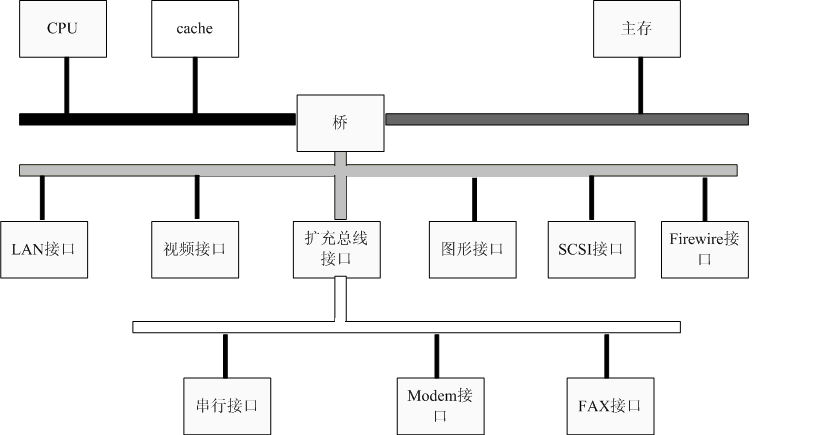 CPU
cache
主存
桥
LAN接口
视频接口
扩充总线
接口
图形接口
SCSI接口
Firewire接
口
串行接口
Modem接
口
FAX接口